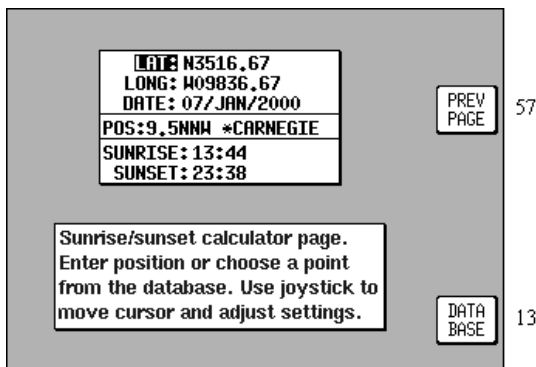 LAT: N3516.67
LONG: W09836.67
DATE: 07/JAN/2000
POS:9.5NNW *CARNEGIE
SUNRISE:13:44
SUNSET:23:38
PREV
PAGE
57
Sunrise/sunset calculator page.
Enter position or choose a point
from the database. Use joystick to
move cursor and adjust settings.
DATA
BASE
13